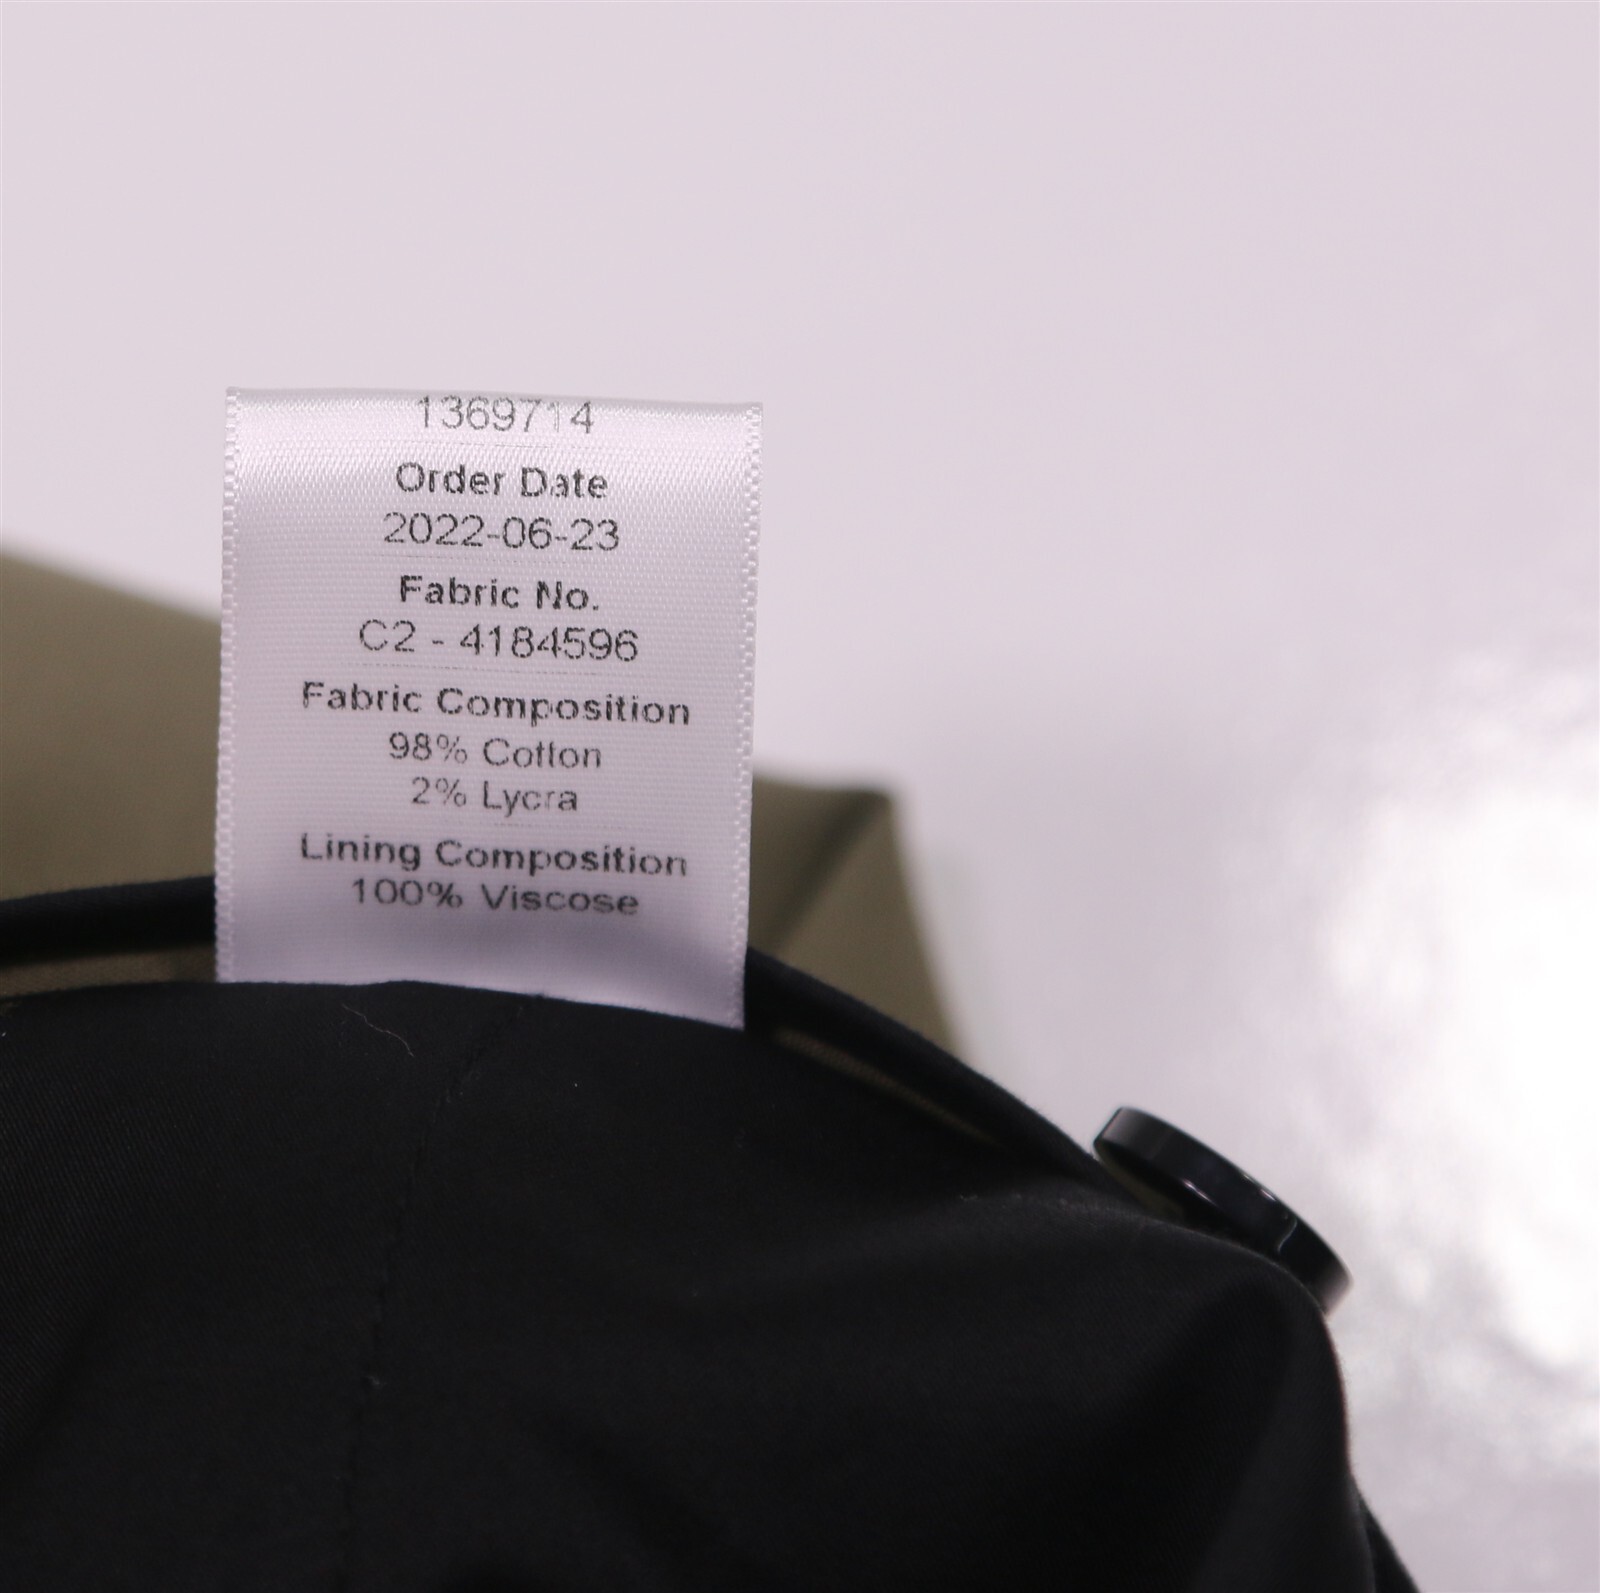 1369714
Order Date
2022-06-23
Fabric No.
C2 - 4184596
Fabric Composition
98% Cotton
2% Lycra
Lining Composition
100% Viscose